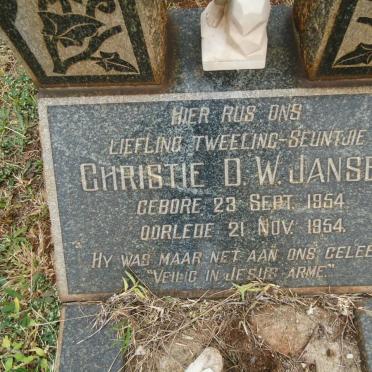 HIER RUS ONS
LIEFLING TWEELING-SEUNTJIE
CHRISTIE D. W. JANSE
GEBORE 23 SEPT. 1954.
OORLEDE 21 NOV. 1954.
HY WAS MAAR NET AAN ONS GELEE
"VEILIG IN JESUS ARME"